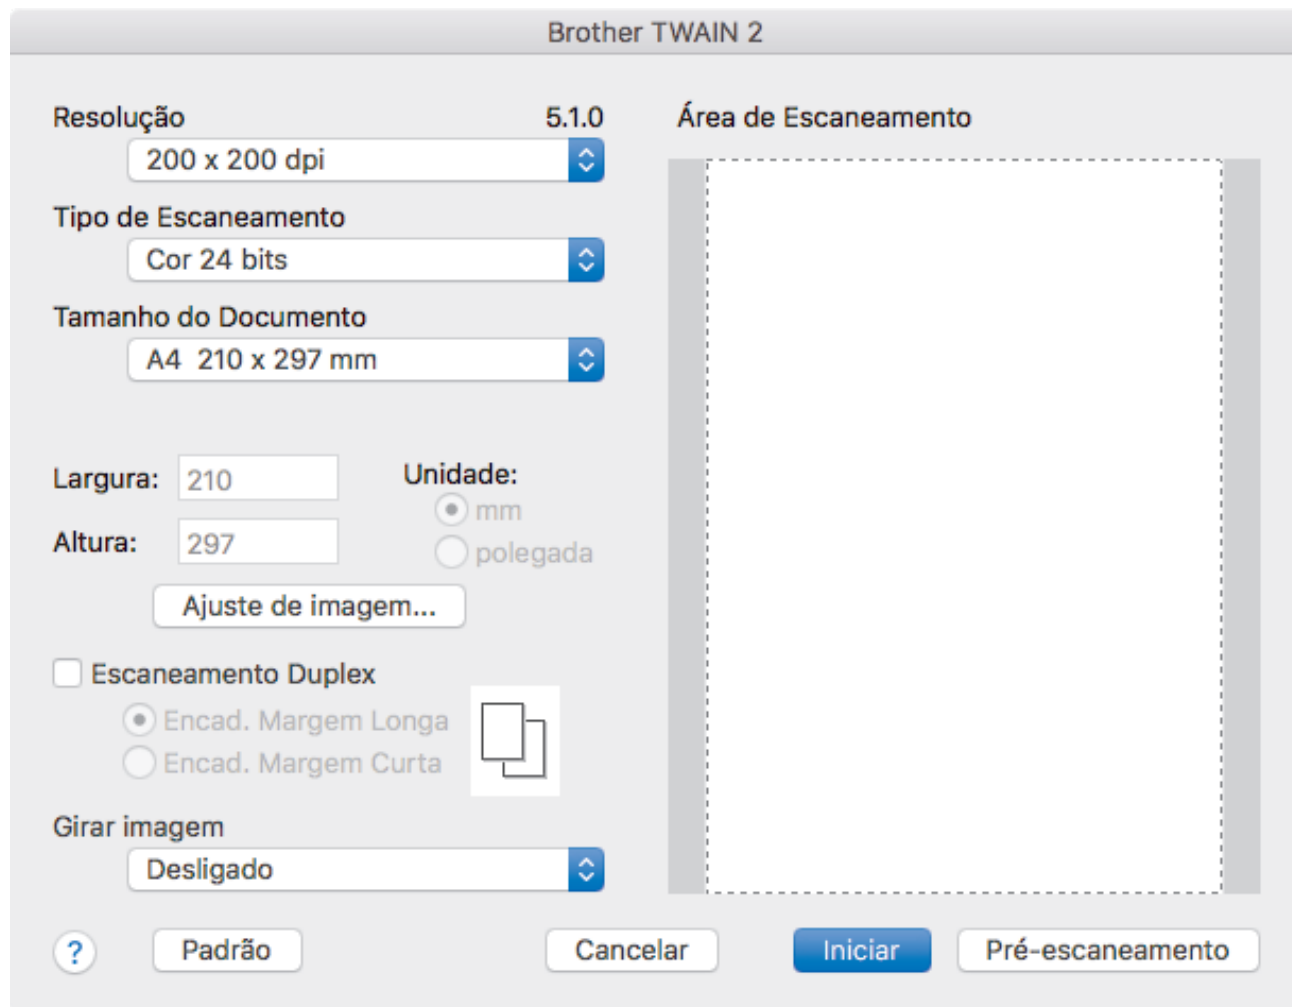 Brother TWAIN 2
Resolução 5.1.0
200 x 200 dpi
Tipo de Escaneamento
Cor 24 bits
Tamanho do Documento
A4 210 x 297 mm
Largura: 210
Altura: 297
Unidade:
mm
polegada
Ajuste de imagem...
Escaneamento Duplex
Encad. Margem Longa
Encad. Margem Curta
Girar imagem
Desligado
Área de Escaneamento
? Padrão Cancelar Iniciar Pré-escaneamento